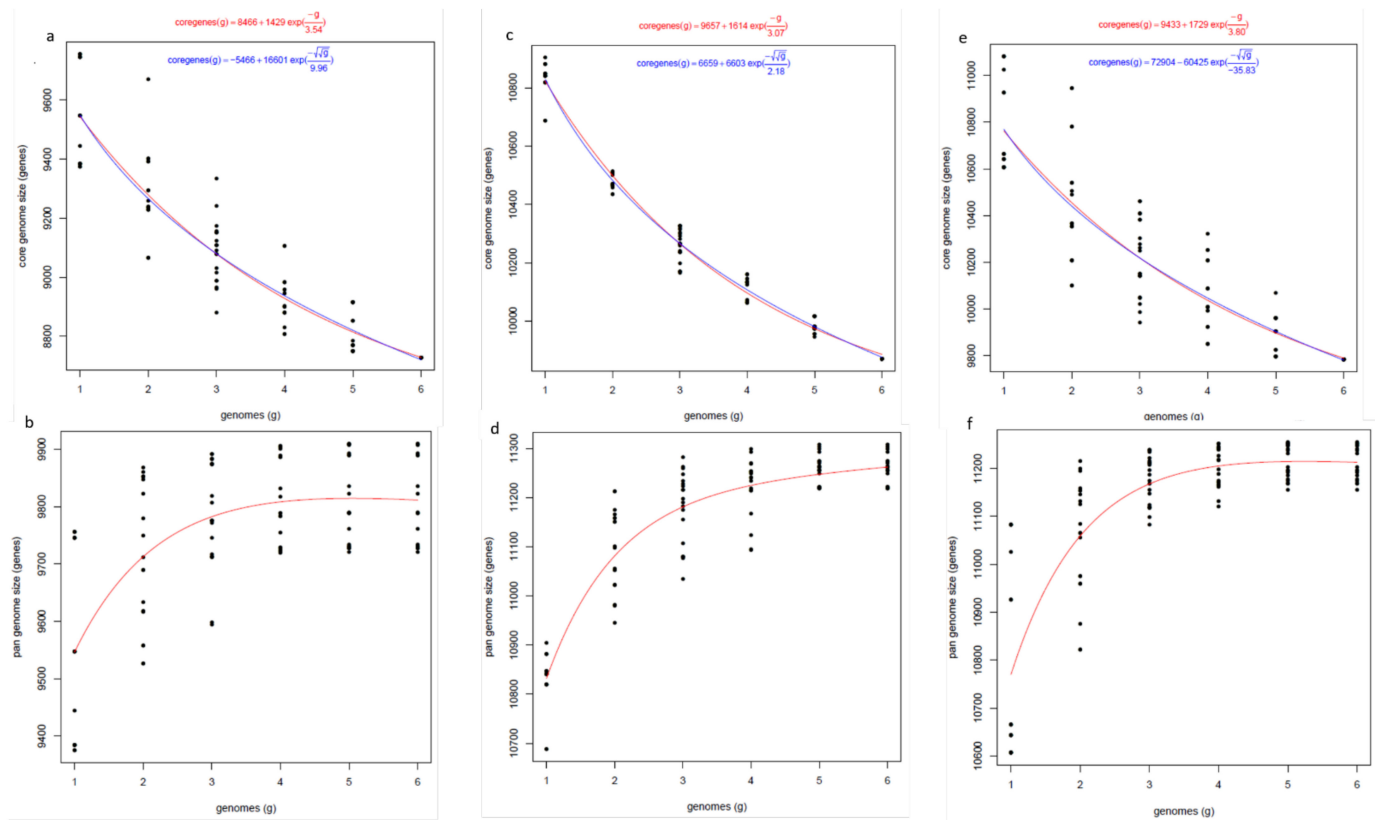 a
coregenes(g) = 8466 + 1429 exp(-g/3.54)
coregenes(g) = −5466 + 16601 exp(-√√g/9.96)
core genome size (genes)
9600
9400
9200
9000
8800
1 2 3 4 5 6
genomes (g)
b
pan genome size (genes)
9900
9800
9700
9600
9500
9400
1 2 3 4 5 6
genomes (g)
c
coregenes(g) = 9657 + 1614 exp(-g/3.07)
coregenes(g) = 6659 + 6603 exp(-√√g/2.18)
core genome size (genes)
10800
10600
10400
10200
10000
1 2 3 4 5 6
genomes (g)
d
pan genome size (genes)
11300
11200
11100
11000
10900
10800
10700
1 2 3 4 5 6
genomes (g)
e
coregenes(g) = 9433 + 1729 exp(-g/3.80)
coregenes(g) = 72904 − 60425 exp(-√√g/-35.83)
core genome size (genes)
11000
10800
10600
10400
10200
10000
9800
1 2 3 4 5 6
genomes (g)
f
pan genome size (genes)
11200
11100
11000
10900
10800
10700
10600
1 2 3 4 5 6
genomes (g)